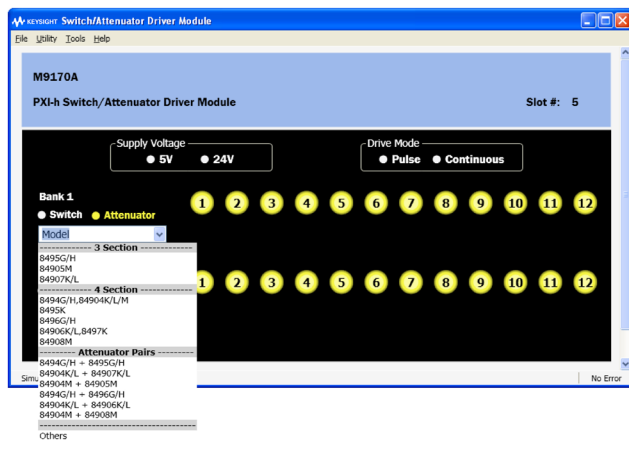 KEYSIGHT Switch/Attenuator Driver Module
File Utility Tools Help
M9170A
PXI-h Switch/Attenuator Driver Module Slot #: 5
Supply Voltage Drive Mode
5V 24V Pulse Continuous
Bank 1
1 2 3 4 5 6 7 8 9 10 11 12
Switch Attenuator
Model
------------- 3 Section -------------
8495G/H
84905M
84907K/L
1 2 3 4 5 6 7 8 9 10 11 12
------------- 4 Section -------------
8494G/H,84904K/L/M
8495K
8496G/H
84906K/L,8497K
84908M
--------- Attenuator Pairs ---------
8494G/H + 8495G/H
84904K/L + 84907K/L
84904M + 84905M
8494G/H + 8496G/H
84904K/L + 84906K/L
84904M + 84908M
---------------------------------------
Others
No Error